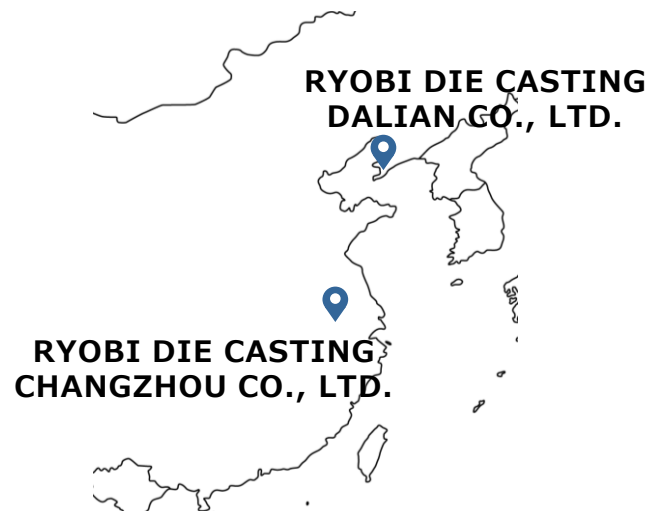 RYOBI DIE CASTING
DALIAN CO., LTD.
RYOBI DIE CASTING
CHANGZHOU CO., LTD.